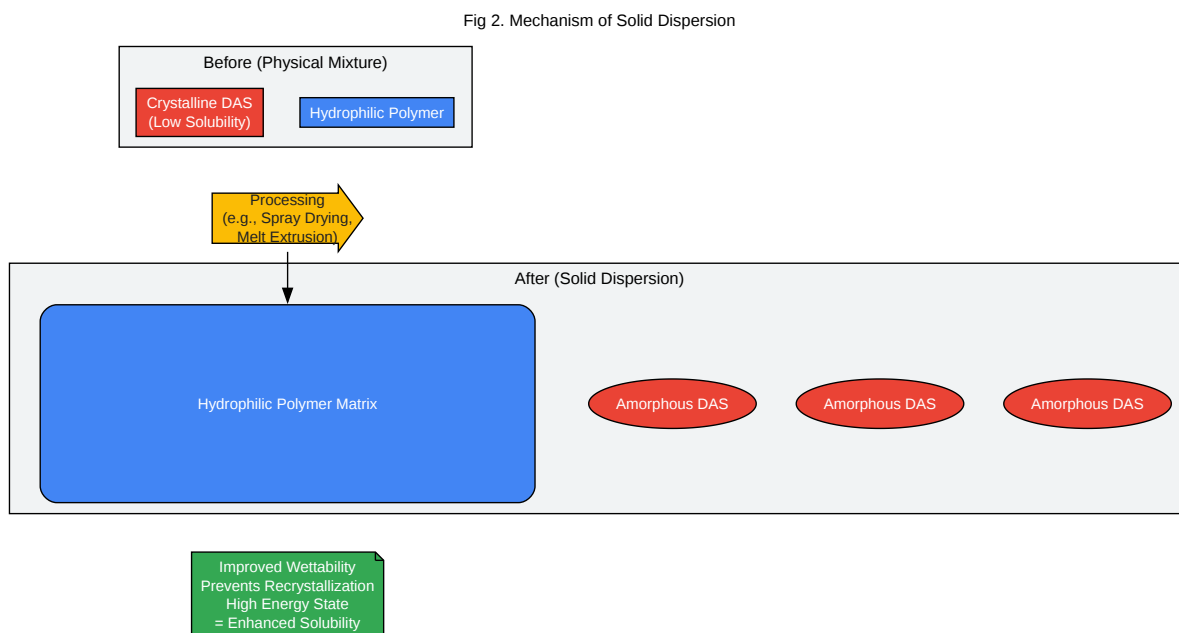 Fig 2. Mechanism of Solid Dispersion
Before (Physical Mixture)
Crystalline DAS
(Low Solubility)
Hydrophilic Polymer
Processing
(e.g., Spray Drying,
Melt Extrusion)
After (Solid Dispersion)
Hydrophilic Polymer Matrix
Amorphous DAS
Amorphous DAS
Amorphous DAS
Improved Wettability
Prevents Recrystallization
High Energy State
= Enhanced Solubility